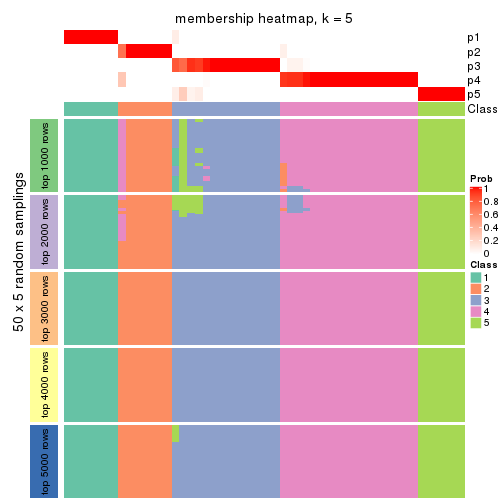 membership heatmap, k = 5
p1
p2
p3
p4
p5
Class
50 x 5 random samplings
top 1000 rows
top 2000 rows
top 3000 rows
top 4000 rows
top 5000 rows
Prob
1
0.8
0.6
0.4
0.2
0
Class
1
2
3
4
5